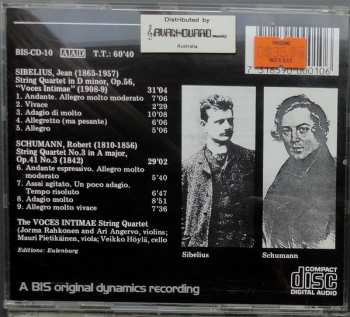 Distributed by
Australia
BIS-CD-10 AAD T.T.: 60'40
SIBELIUS, Jean (1865-1957)
String Quartet in D minor, Op.56,
"Voces Intimae" (1908-9) 31'04
1. Andante. Allegro molto moderato 7'06
2. Vivace 2'29
3. Adagio di molto 10'08
4. Allegretto (ma pesante) 6'05
5. Allegro 5'06
SCHUMANN, Robert (1810-1856)
String Quartet No.3 in A major,
Op.41 No.3 (1842) 29'02
6. Andante espressivo. Allegro molto
moderato 5'40
7. Assai agitato. Un poco adagio.
Tempo risoluto 6'47
8. Adagio molto 8'51
9. Allegro molto vivace 7'36
The VOCES INTIMAE String Quartet
(Jorma Rahkonen and Ari Angervo, violins;
Mauri Pietikäinen, viola; Veikko Höylä, cello)
Editions: Eulenburg
Sibelius
Schumann
COMPACT
disc
DIGITAL AUDIO
A BIS original dynamics recording